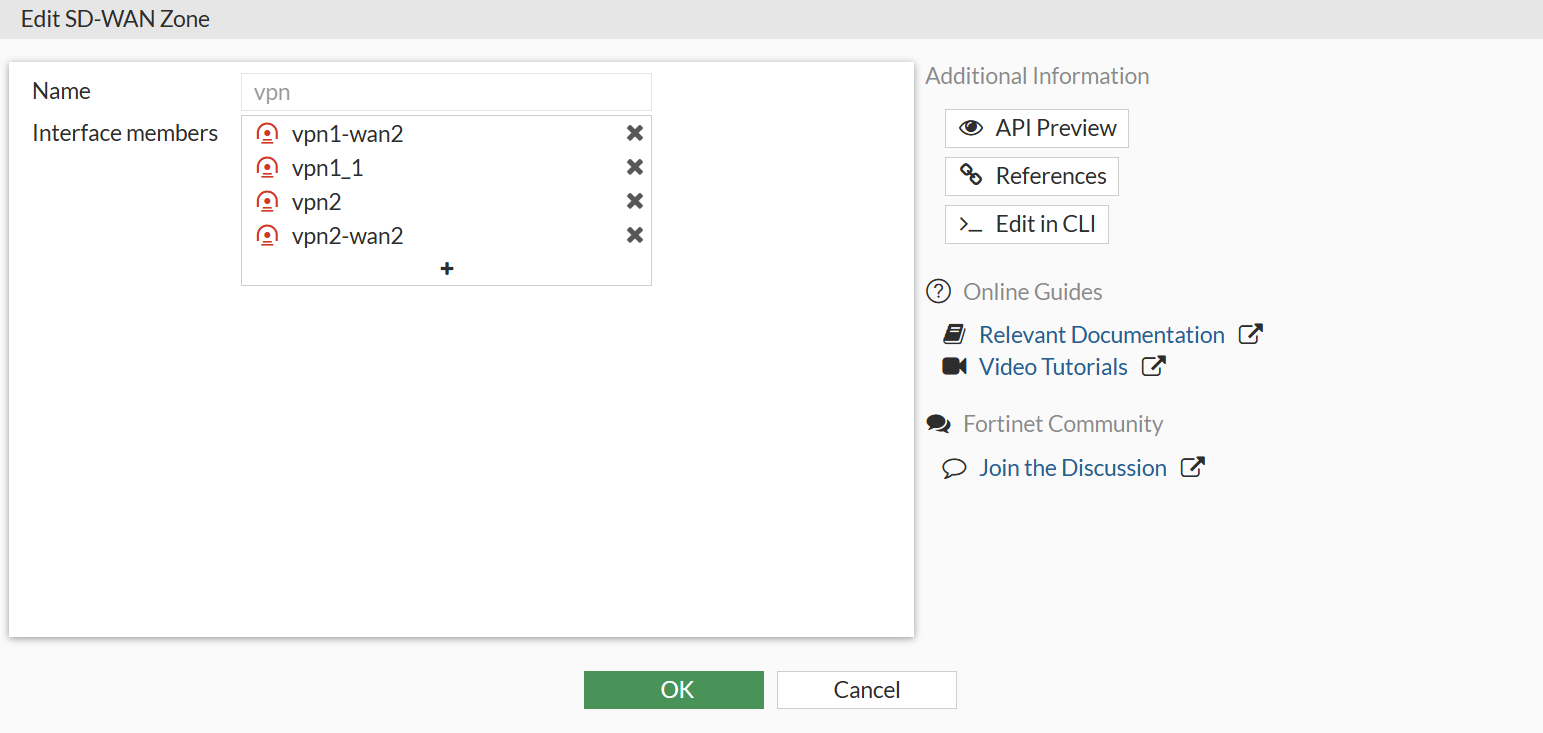 Edit SD-WAN Zone
Name
vpn
Interface members
vpn1-wan2
vpn1_1
vpn2
vpn2-wan2
Additional Information
API Preview
References
Edit in CLI
Online Guides
Relevant Documentation
Video Tutorials
Fortinet Community
Join the Discussion
OK
Cancel